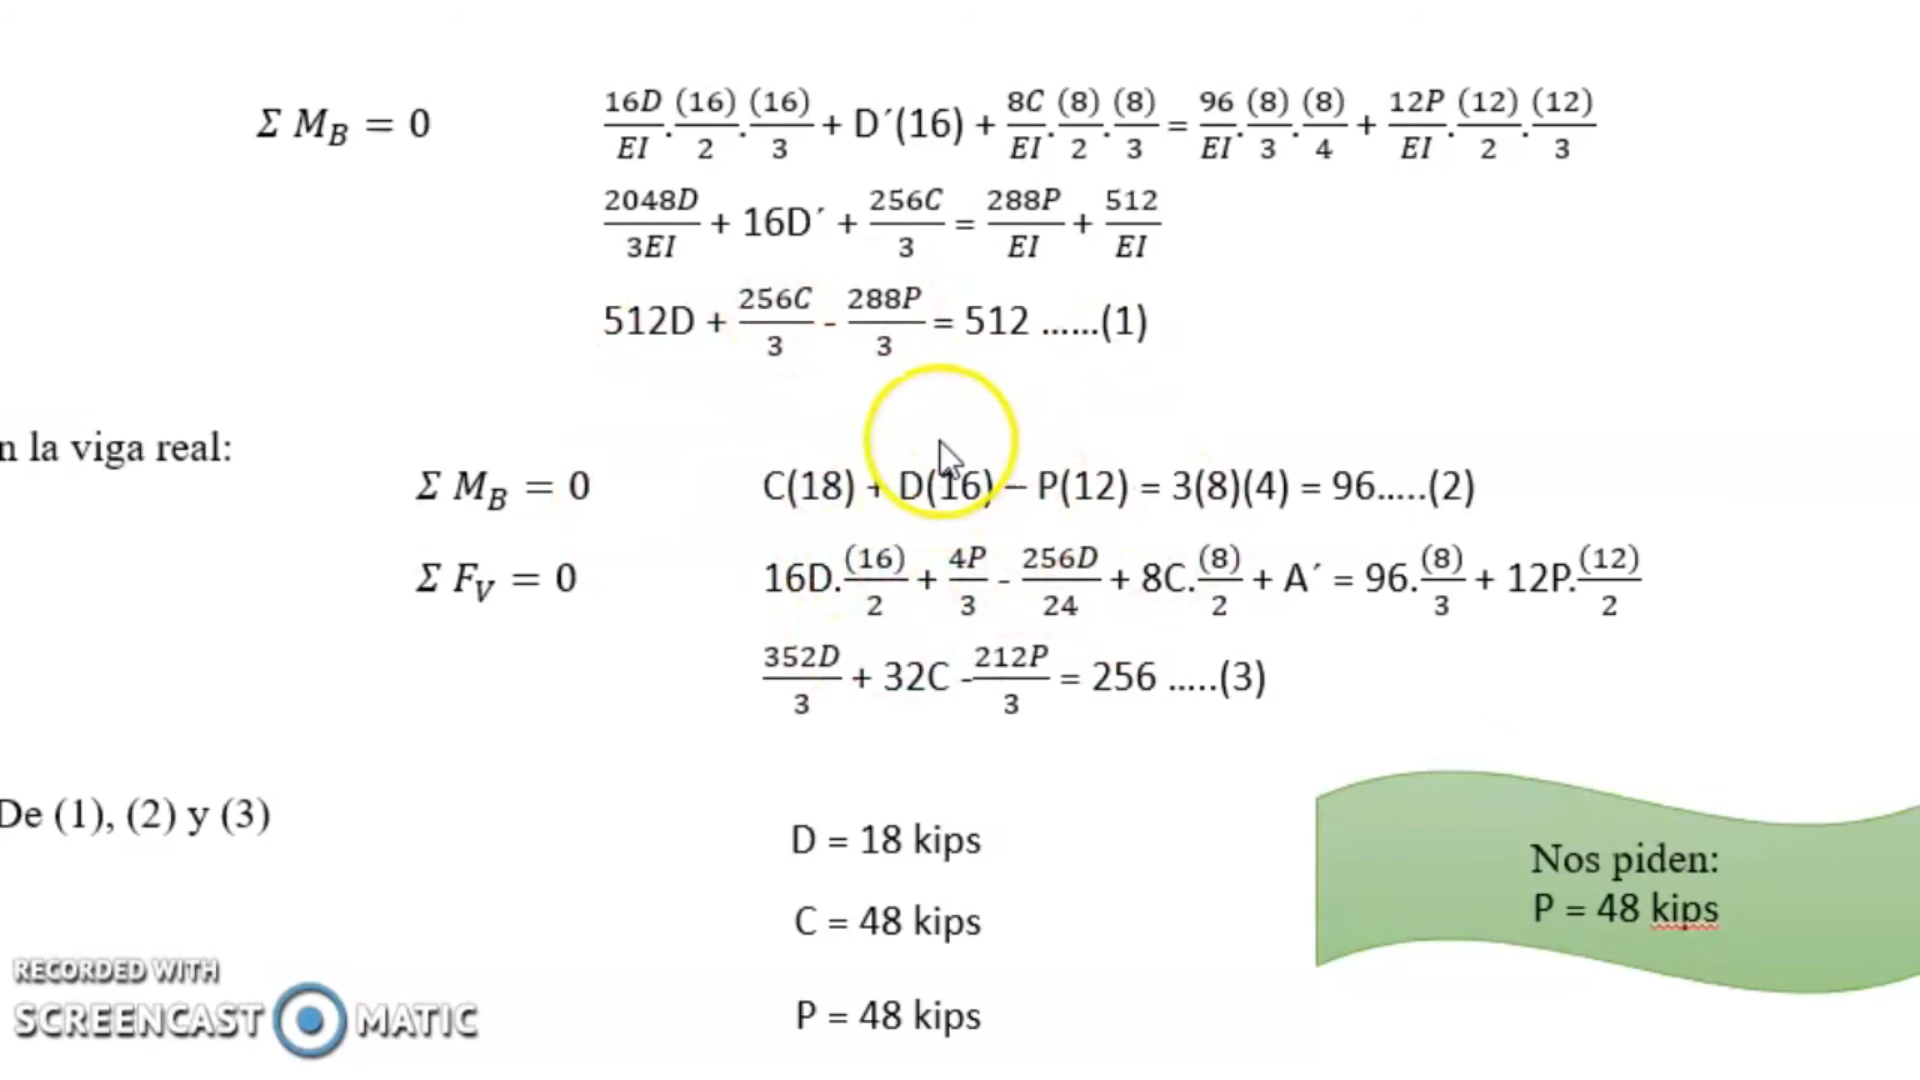 Σ M_B = 0 16D/EI . (16)/2 . (16)/3 + D´(16) + 8C/EI . (8)/2 . (8)/3 = 96/EI . (8)/3 . (8)/4 + 12P/EI . (12)/2 . (12)/3
2048D/3EI + 16D´ + 256C/3 = 288P/EI + 512/EI
512D + 256C/3 - 288P/3 = 512 ......(1)
n la viga real:
Σ M_B = 0 C(18) + D(16) – P(12) = 3(8)(4) = 96.....(2)
Σ F_V = 0 16D. (16)/2 + 4P/3 - 256D/24 + 8C. (8)/2 + A´ = 96. (8)/3 + 12P. (12)/2
352D/3 + 32C - 212P/3 = 256 .....(3)
De (1), (2) y (3)
D = 18 kips
C = 48 kips
P = 48 kips
Nos piden:
P = 48 kips
RECORDED WITH
SCREENCAST MATIC